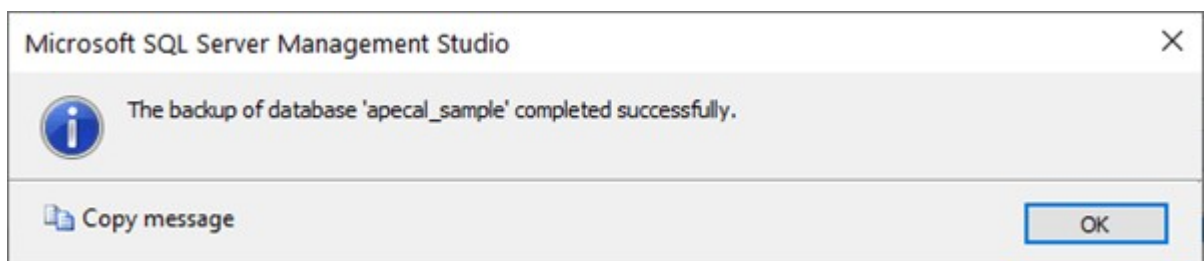 Microsoft SQL Server Management Studio
The backup of database 'apecal_sample' completed successfully.
Copy message
OK